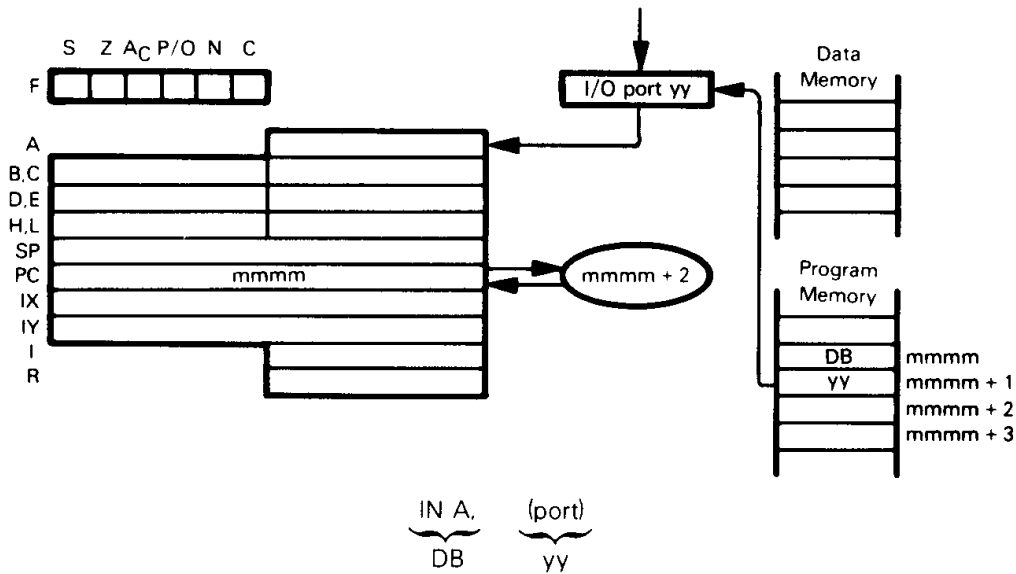 S Z AC P/O N C
F
A
B,C
D,E
H,L
SP
PC mmmm
IX
IY
I
R
I/O port yy
mmmm + 2
Data
Memory
Program
Memory
DB mmmm
yy mmmm + 1
mmmm + 2
mmmm + 3
IN A, (port)
DB yy